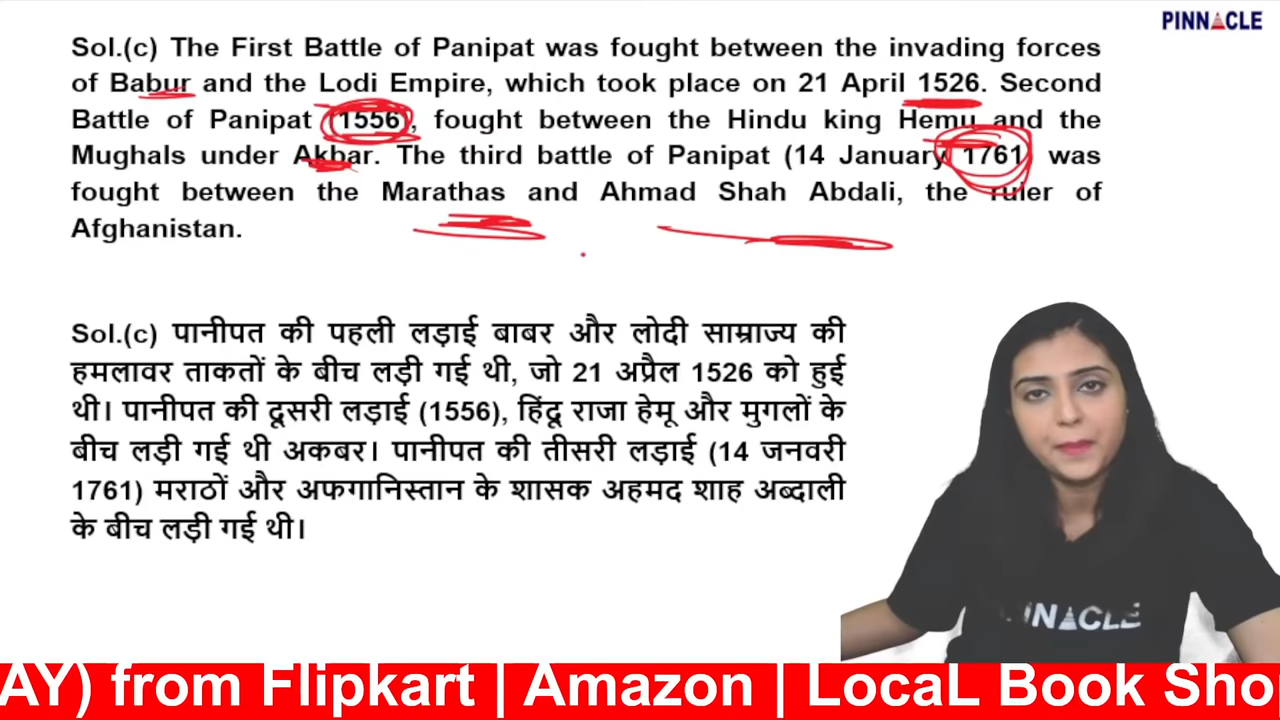 PINNACLE
Sol.(c) The First Battle of Panipat was fought between the invading forces
of Babur and the Lodi Empire, which took place on 21 April 1526. Second
Battle of Panipat (1556), fought between the Hindu king Hemu and the
Mughals under Akbar. The third battle of Panipat (14 January 1761) was
fought between the Marathas and Ahmad Shah Abdali, the ruler of
Afghanistan.
Sol.(c) पानीपत की पहली लड़ाई बाबर और लोदी साम्राज्य की
हमलावर ताकतों के बीच लड़ी गई थी, जो 21 अप्रैल 1526 को हुई
थी। पानीपत की दूसरी लड़ाई (1556), हिंदू राजा हेमू और मुगलों के
बीच लड़ी गई थी अकबर। पानीपत की तीसरी लड़ाई (14 जनवरी
1761) मराठों और अफगानिस्तान के शासक अहमद शाह अब्दाली
के बीच लड़ी गई थी।
PINNACLE
AY) from Flipkart | Amazon | LocaL Book Sho